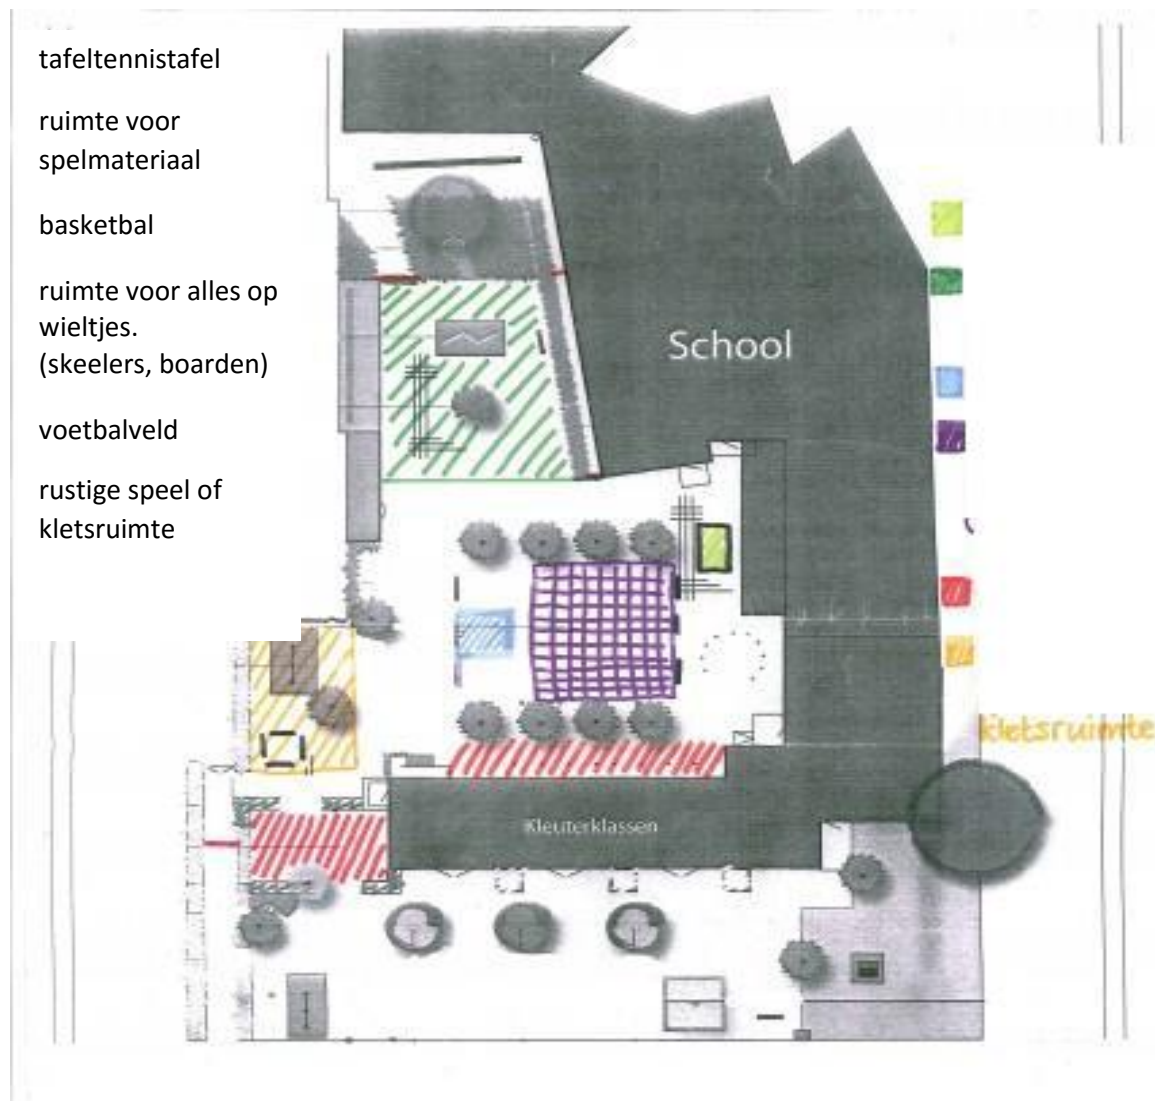 tafeltennistafel
ruimte voor
spelmateriaal
basketbal
ruimte voor alles op
wieltjes.
(skeelers, boarden)
voetbalveld
rustige speel of
kletsruimte
School
kletsruimte
Kleuterklassen